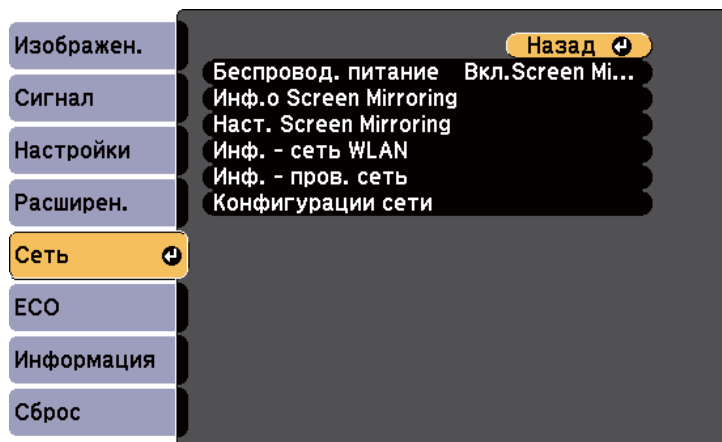 Изображен.
Сигнал
Настройки
Расширен.
Сеть
ECO
Информация
Сброс
Назад
Беспровод. питание Вкл.Screen Mi...
Инф.о Screen Mirroring
Наст. Screen Mirroring
Инф. - сеть WLAN
Инф. - пров. сеть
Конфигурации сети